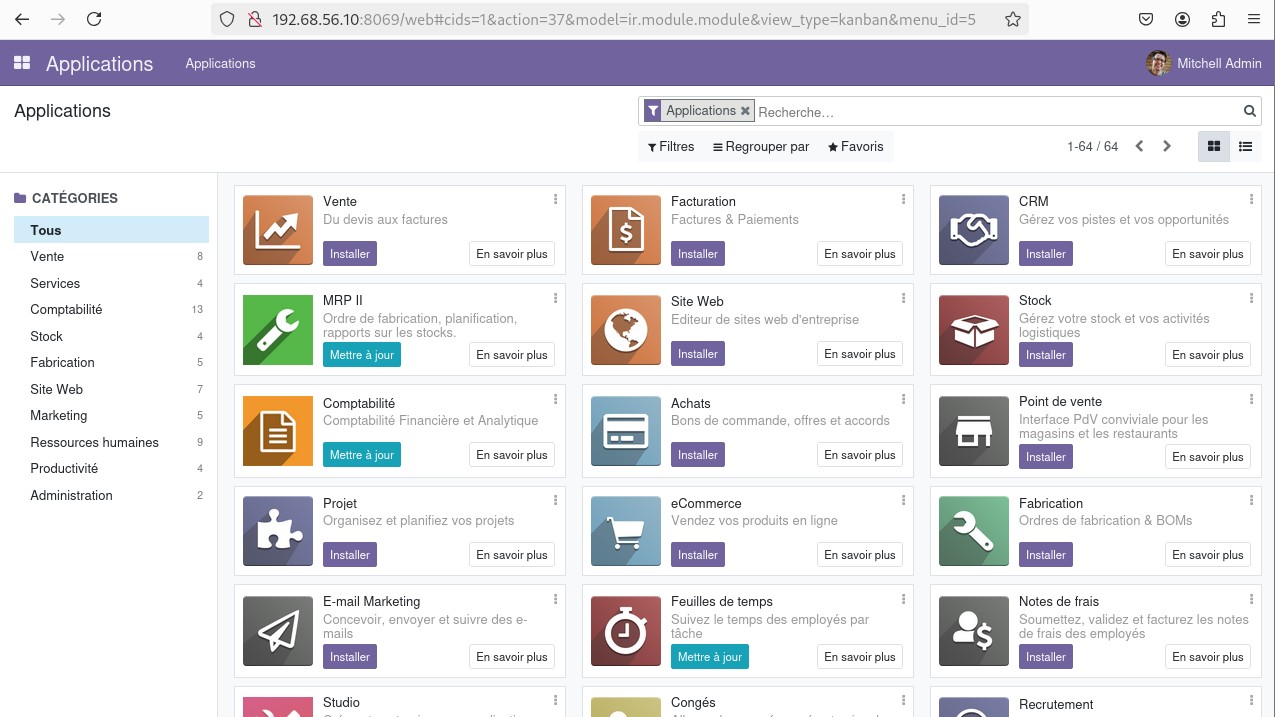 192.68.56.10:8069/web#cids=1&action=37&model=ir.module.module&view_type=kanban&menu_id=5
Applications
Applications
Mitchell Admin
Applications
Applications ✖ Recherche...
Filtres
Regrouper par
Favoris
1-64 / 64
CATÉGORIES
Tous
Vente 8
Services 4
Comptabilité 13
Stock 4
Fabrication 5
Site Web 7
Marketing 5
Ressources humaines 9
Productivité 4
Administration 2
Vente
Du devis aux factures
Installer
En savoir plus
Facturation
Factures & Paiements
Installer
En savoir plus
CRM
Gérez vos pistes et vos opportunités
Installer
En savoir plus
MRP II
Ordre de fabrication, planification,
rapports sur les stocks.
Mettre à jour
En savoir plus
Site Web
Editeur de sites web d'entreprise
Installer
En savoir plus
Stock
Gérez votre stock et vos activités
logistiques
Installer
En savoir plus
Comptabilité
Comptabilité Financière et Analytique
Mettre à jour
En savoir plus
Achats
Bons de commande, offres et accords
Installer
En savoir plus
Point de vente
Interface PdV conviviale pour les
magasins et les restaurants
Installer
En savoir plus
Projet
Organisez et planifiez vos projets
Installer
En savoir plus
eCommerce
Vendez vos produits en ligne
Installer
En savoir plus
Fabrication
Ordres de fabrication & BOMs
Installer
En savoir plus
E-mail Marketing
Concevoir, envoyer et suivre des e-
mails
Installer
En savoir plus
Feuilles de temps
Suivez le temps des employés par
tâche
Mettre à jour
En savoir plus
Notes de frais
Soumettez, validez et facturez les notes
de frais des employés
Installer
En savoir plus
Studio
Congés
Recrutement